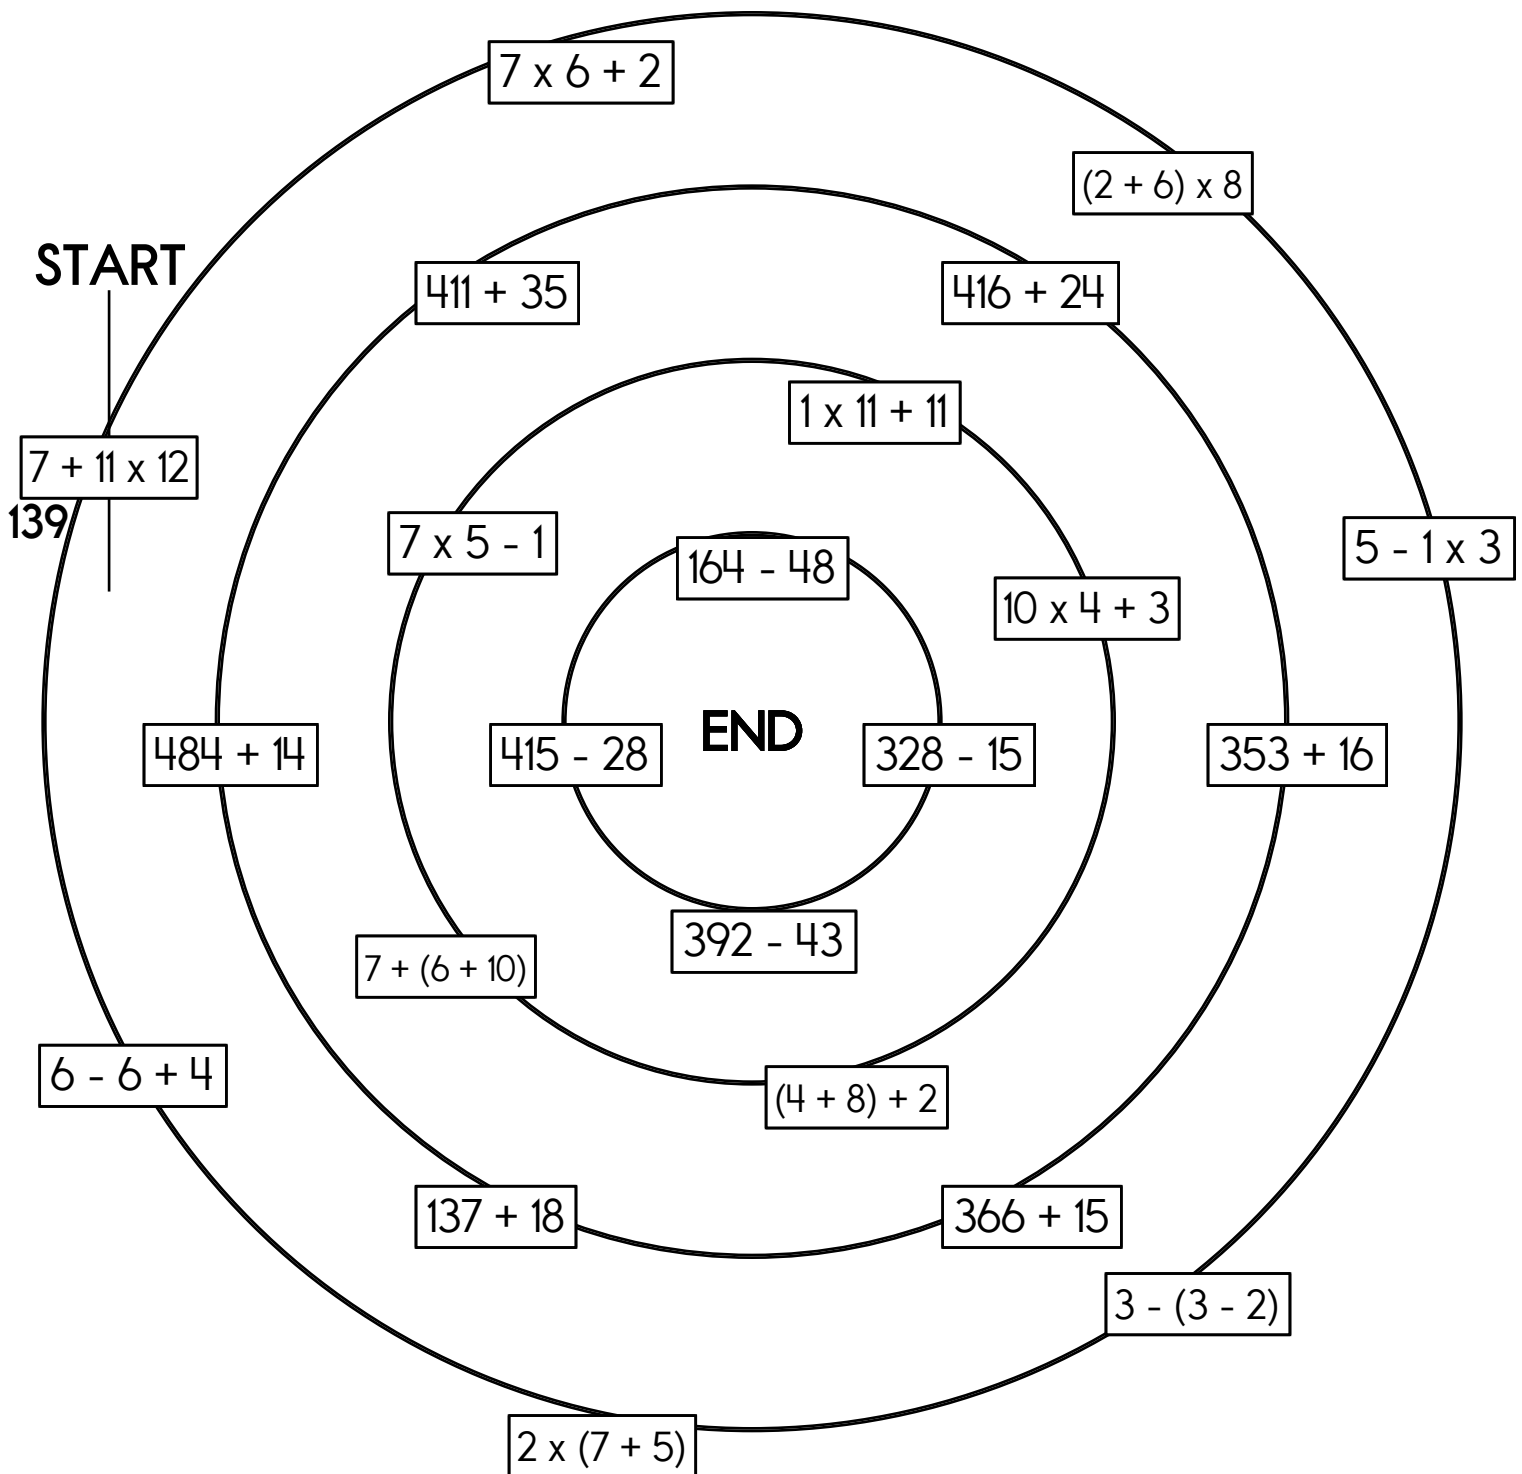 7 x 6 + 2
(2 + 6) x 8
START
411 + 35
416 + 24
1 x 11 + 11
7 + 11 x 12
139
7 x 5 - 1
5 - 1 x 3
164 - 48
10 x 4 + 3
484 + 14
415 - 28
END
328 - 15
353 + 16
392 - 43
7 + (6 + 10)
6 - 6 + 4
(4 + 8) + 2
137 + 18
366 + 15
3 - (3 - 2)
2 x (7 + 5)